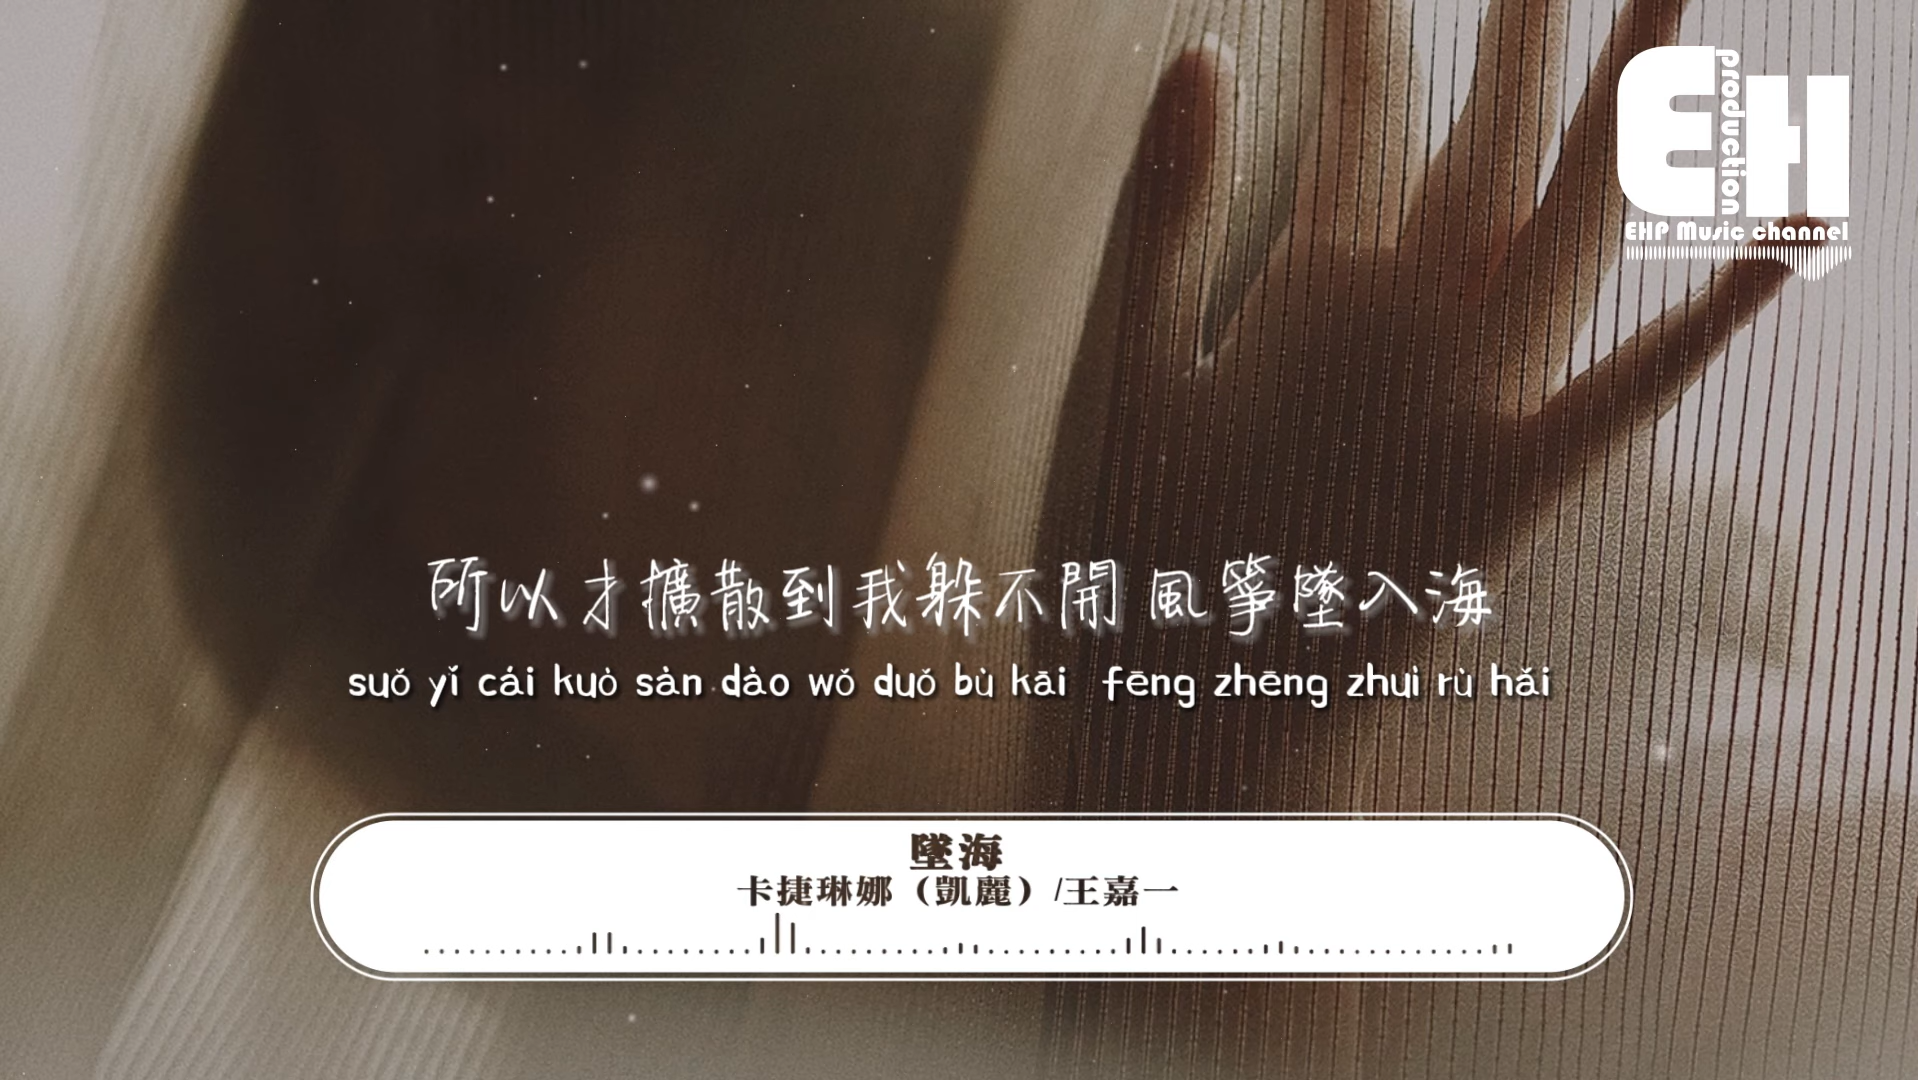 EH
production
EHP Music channel
所以才擴散到我躲不開 風箏墜入海
suǒ yǐ cái kuò sàn dào wǒ duǒ bù kāi fēng zhēng zhuì rù hǎi
墜海
卡捷琳娜（凱麗）/王嘉一